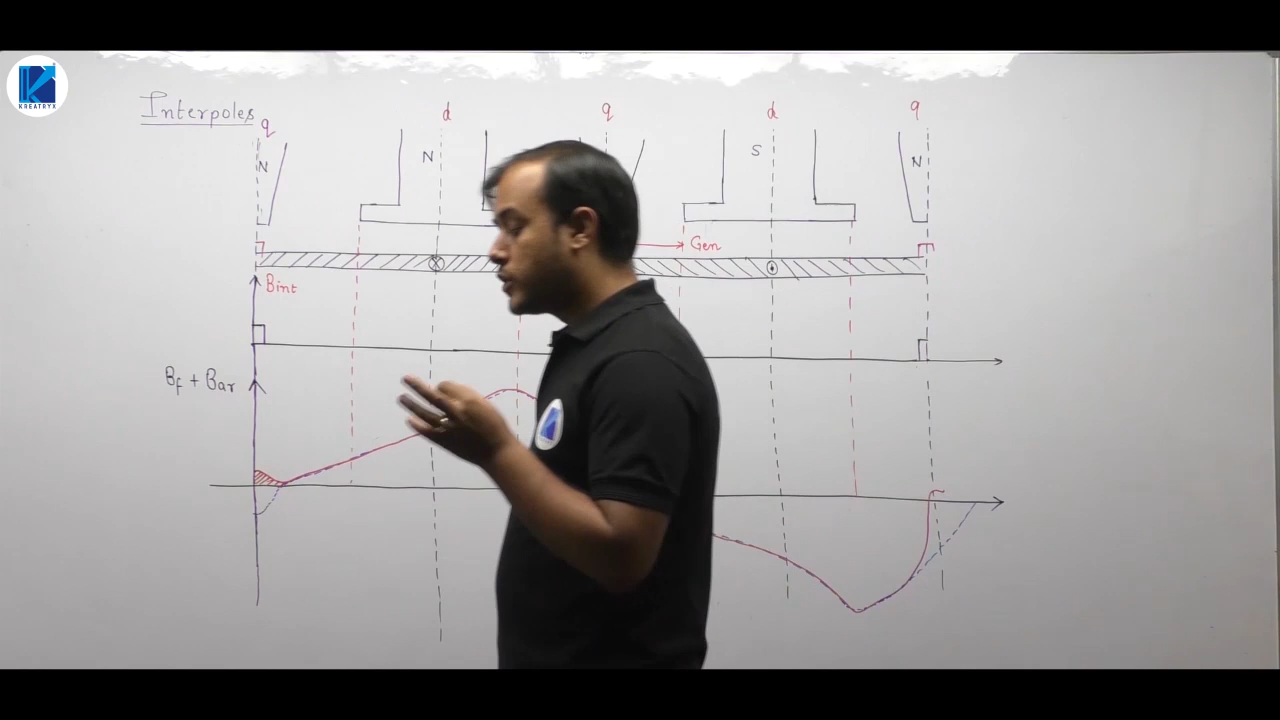 KREATRYX
Interpoles
q d q d q
N N S N
Gen
Bint
Bf + Bar